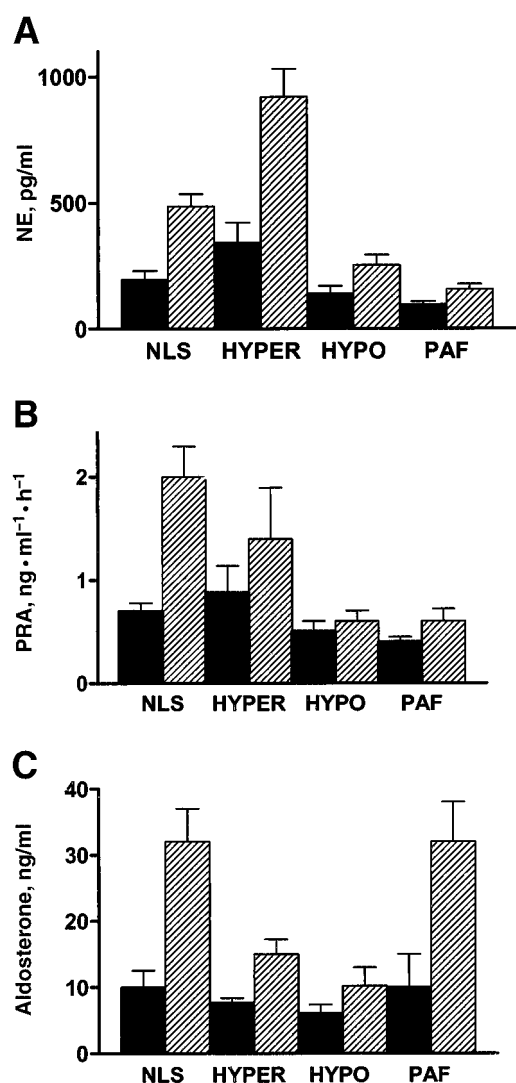 A
NE, pg/ml
1000
500
0
NLS HYPER HYPO PAF
B
PRA, ng•ml⁻¹•h⁻¹
2
1
0
NLS HYPER HYPO PAF
C
Aldosterone, ng/ml
40
30
20
10
0
NLS HYPER HYPO PAF